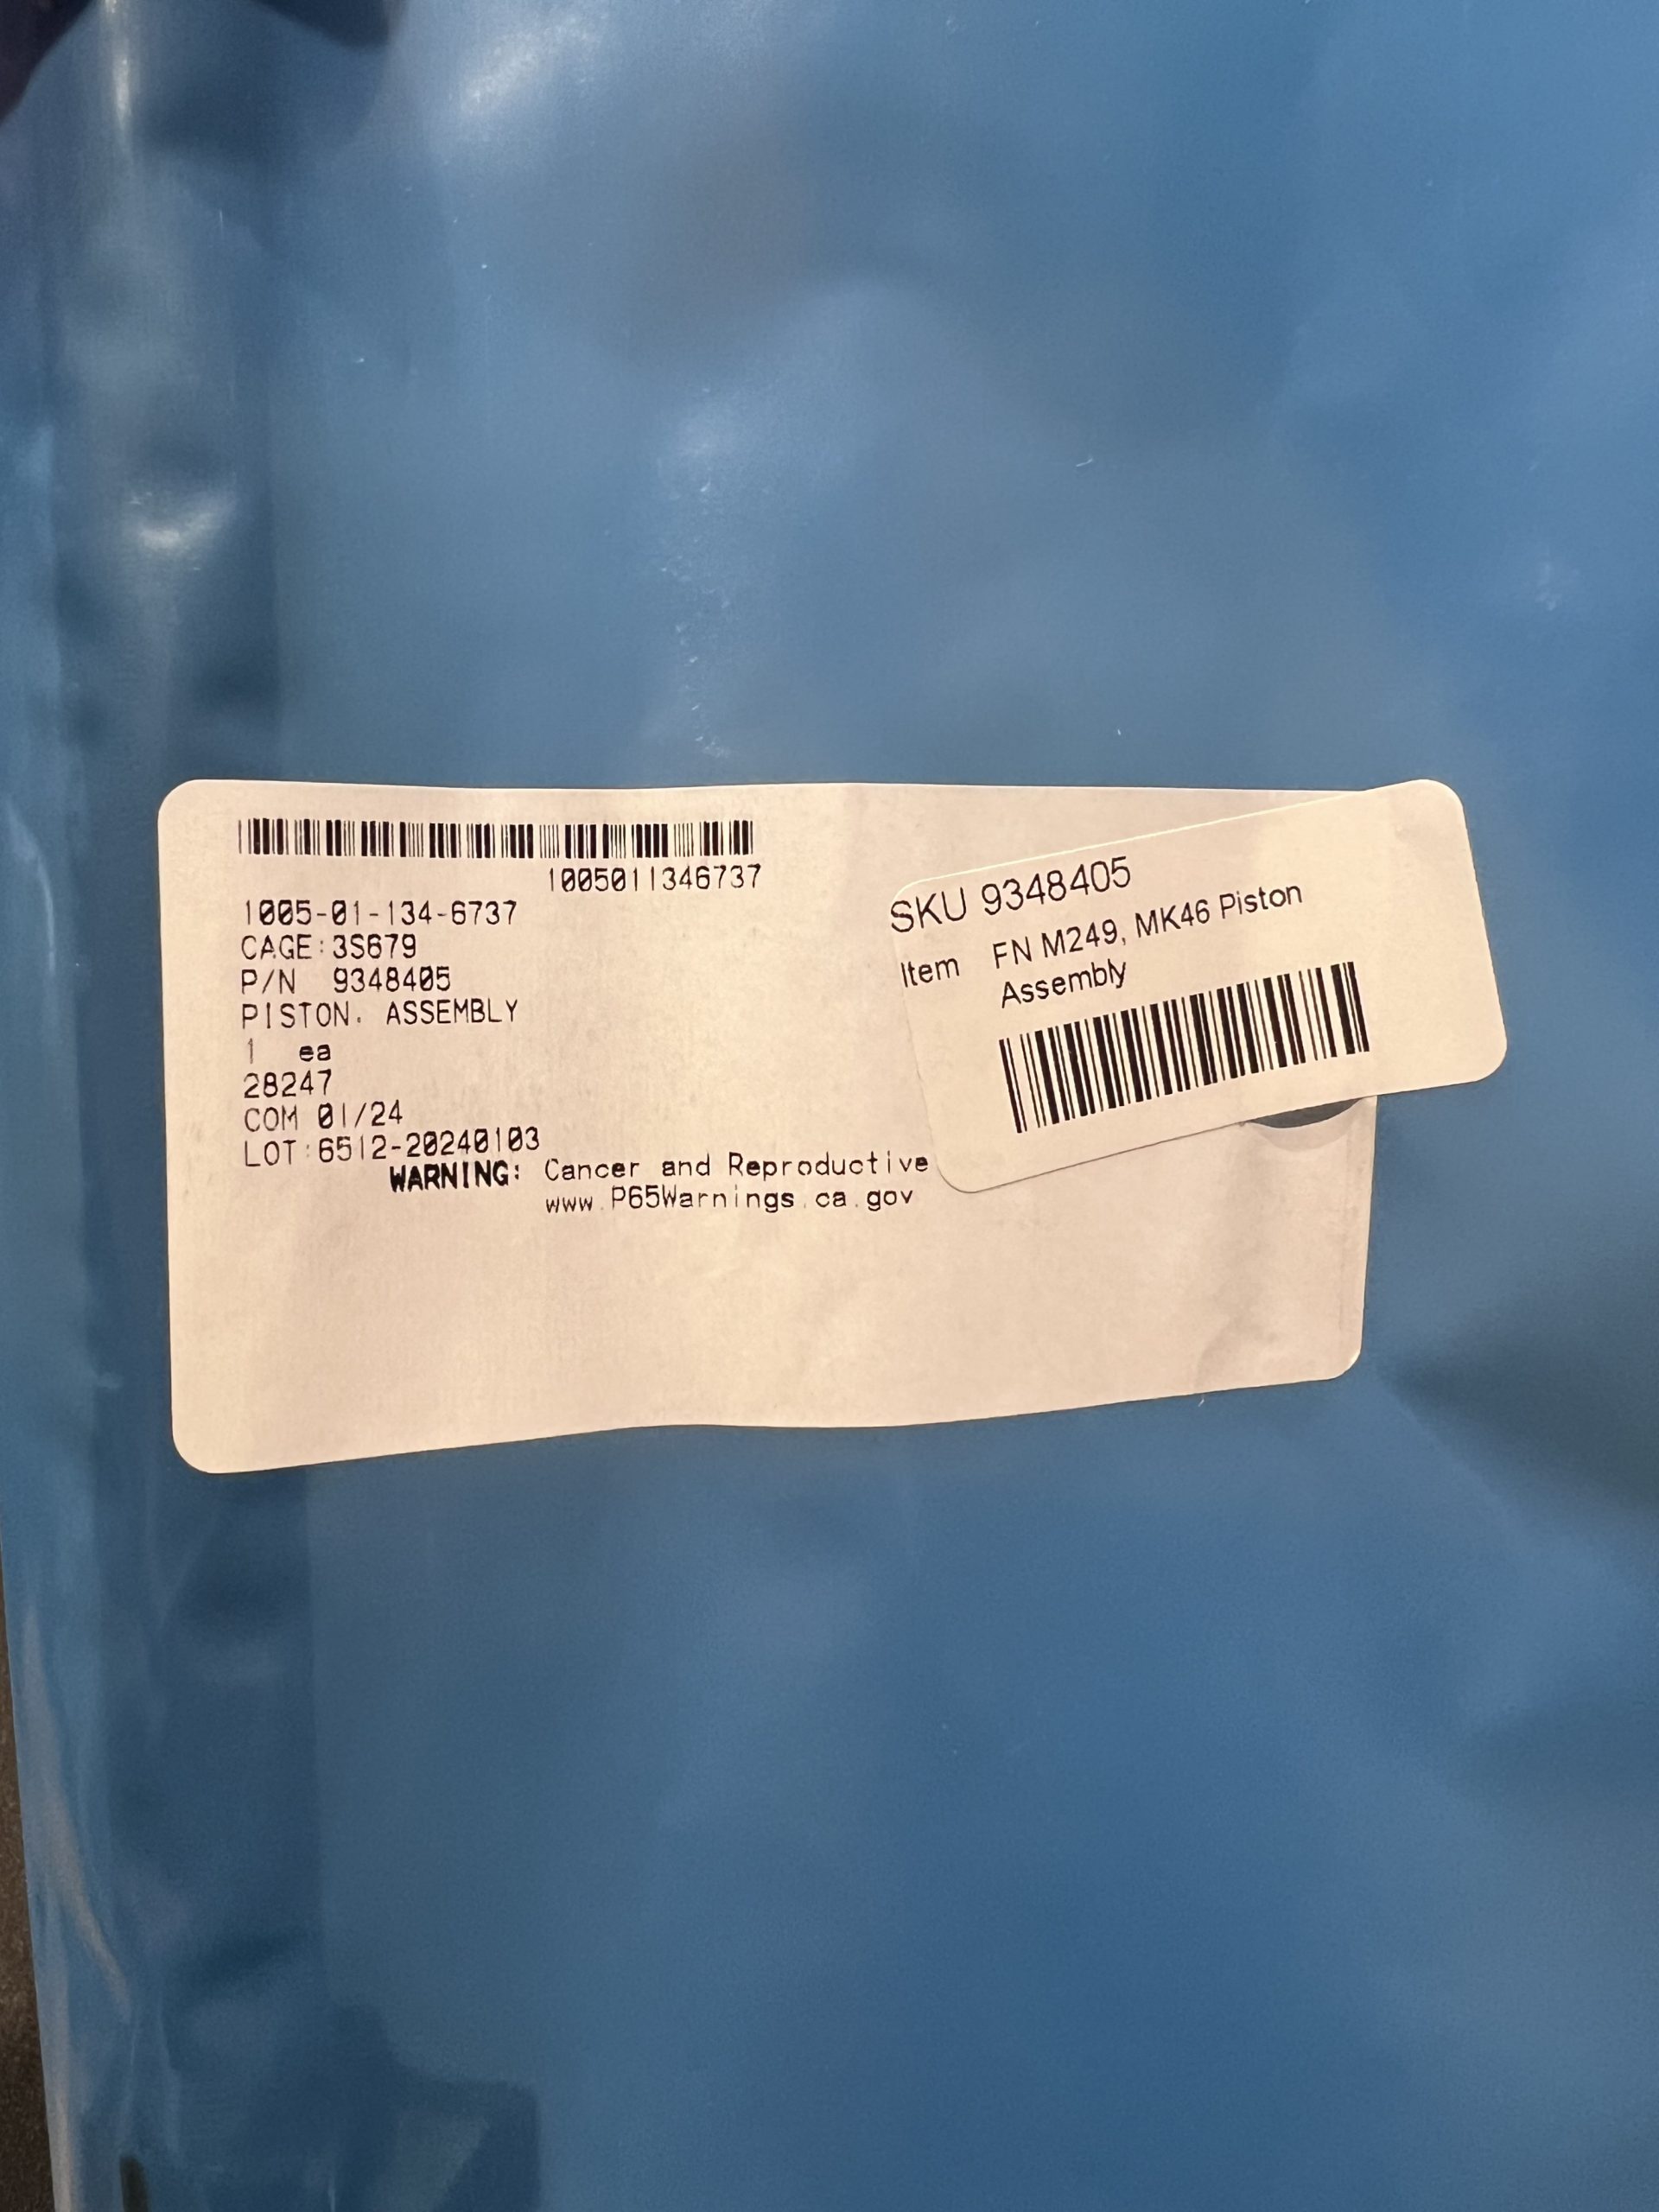 1005011346737
1005-01-134-6737
CAGE:3S679
P/N 9348405
PISTON. ASSEMBLY
1 ea
28247
COM 01/24
LOT:6512-20240103
WARNING: Cancer and Reproductive
www.P65Warnings.ca.gov
SKU 9348405
Item FN M249, MK46 Piston
Assembly